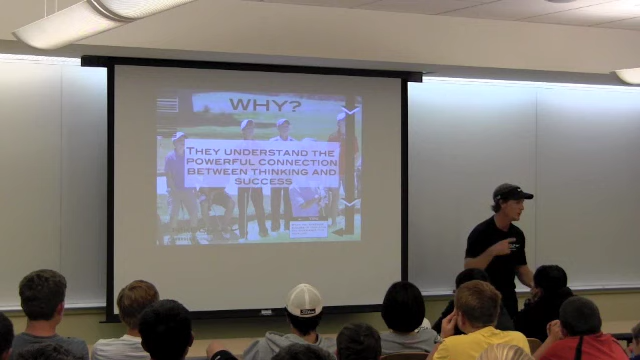 WHY?
THEY UNDERSTAND THE
POWERFUL CONNECTION
BETWEEN THINKING AND
SUCCESS